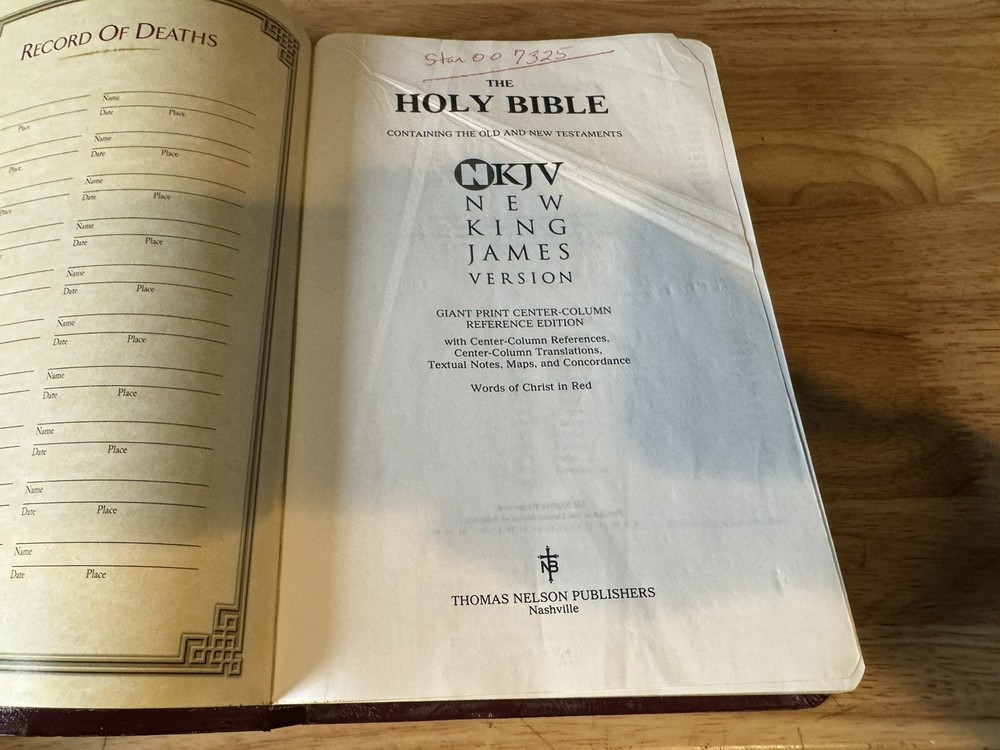 RECORD OF DEATHS
Place
Place
Place
Name
Date Place
Name
Date Place
Name
Date Place
Name
Date Place
Name
Date Place
Name
Date Place
Name
Date Place
Name
Date Place
Name
Date Place
Name
Date Place
Star 00 7325
THE
HOLY BIBLE
CONTAINING THE OLD AND NEW TESTAMENTS
NKJV
NEW
KING
JAMES
VERSION
GIANT PRINT CENTER-COLUMN
REFERENCE EDITION
with Center-Column References,
Center-Column Translations,
Textual Notes, Maps, and Concordance
Words of Christ in Red
NB
THOMAS NELSON PUBLISHERS
Nashville